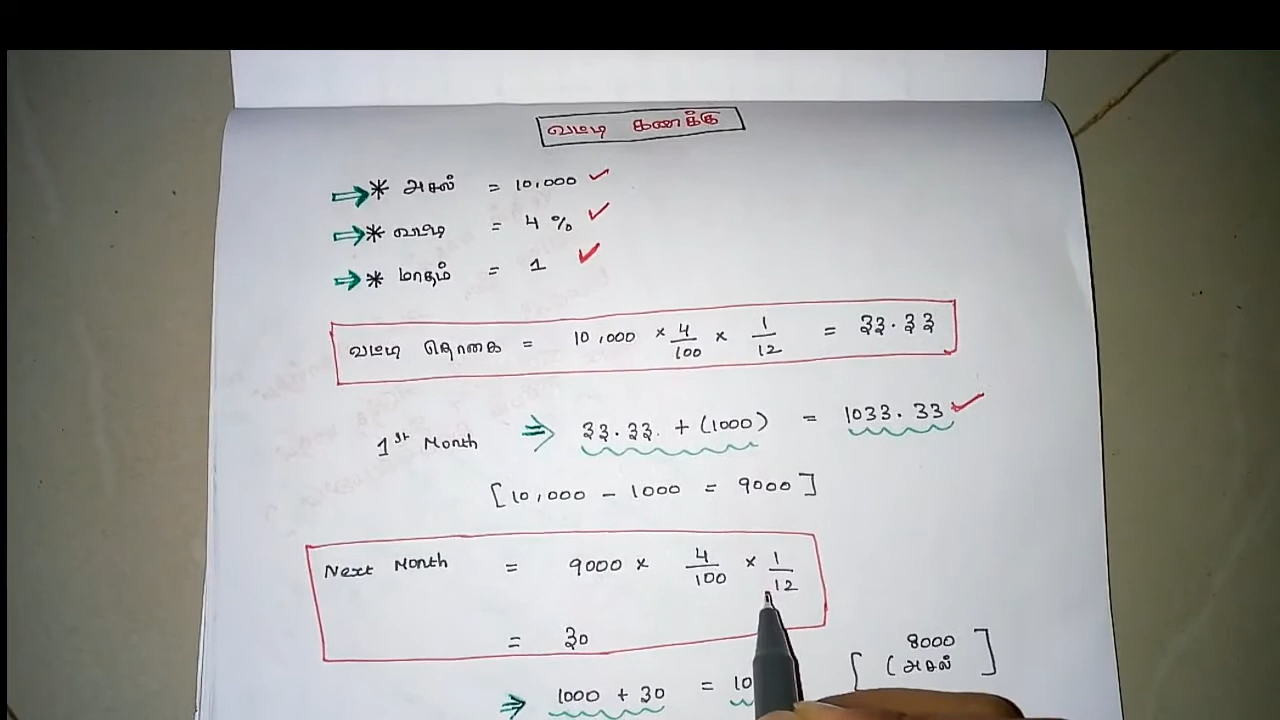 வட்டி கணக்கு
* அசல் = 10,000
* வட்டி = 4 %
* மாதம் = 1
வட்டி தொகை = 10,000 × 4/100 × 1/12 = 33.33
1st Month ⇒ 33.33. + (1000) = 1033.33
[10,000 - 1000 = 9000]
Next Month = 9000 × 4/100 × 1/12
= 30
⇒ 1000 + 30 = [8000
(அசல் ]